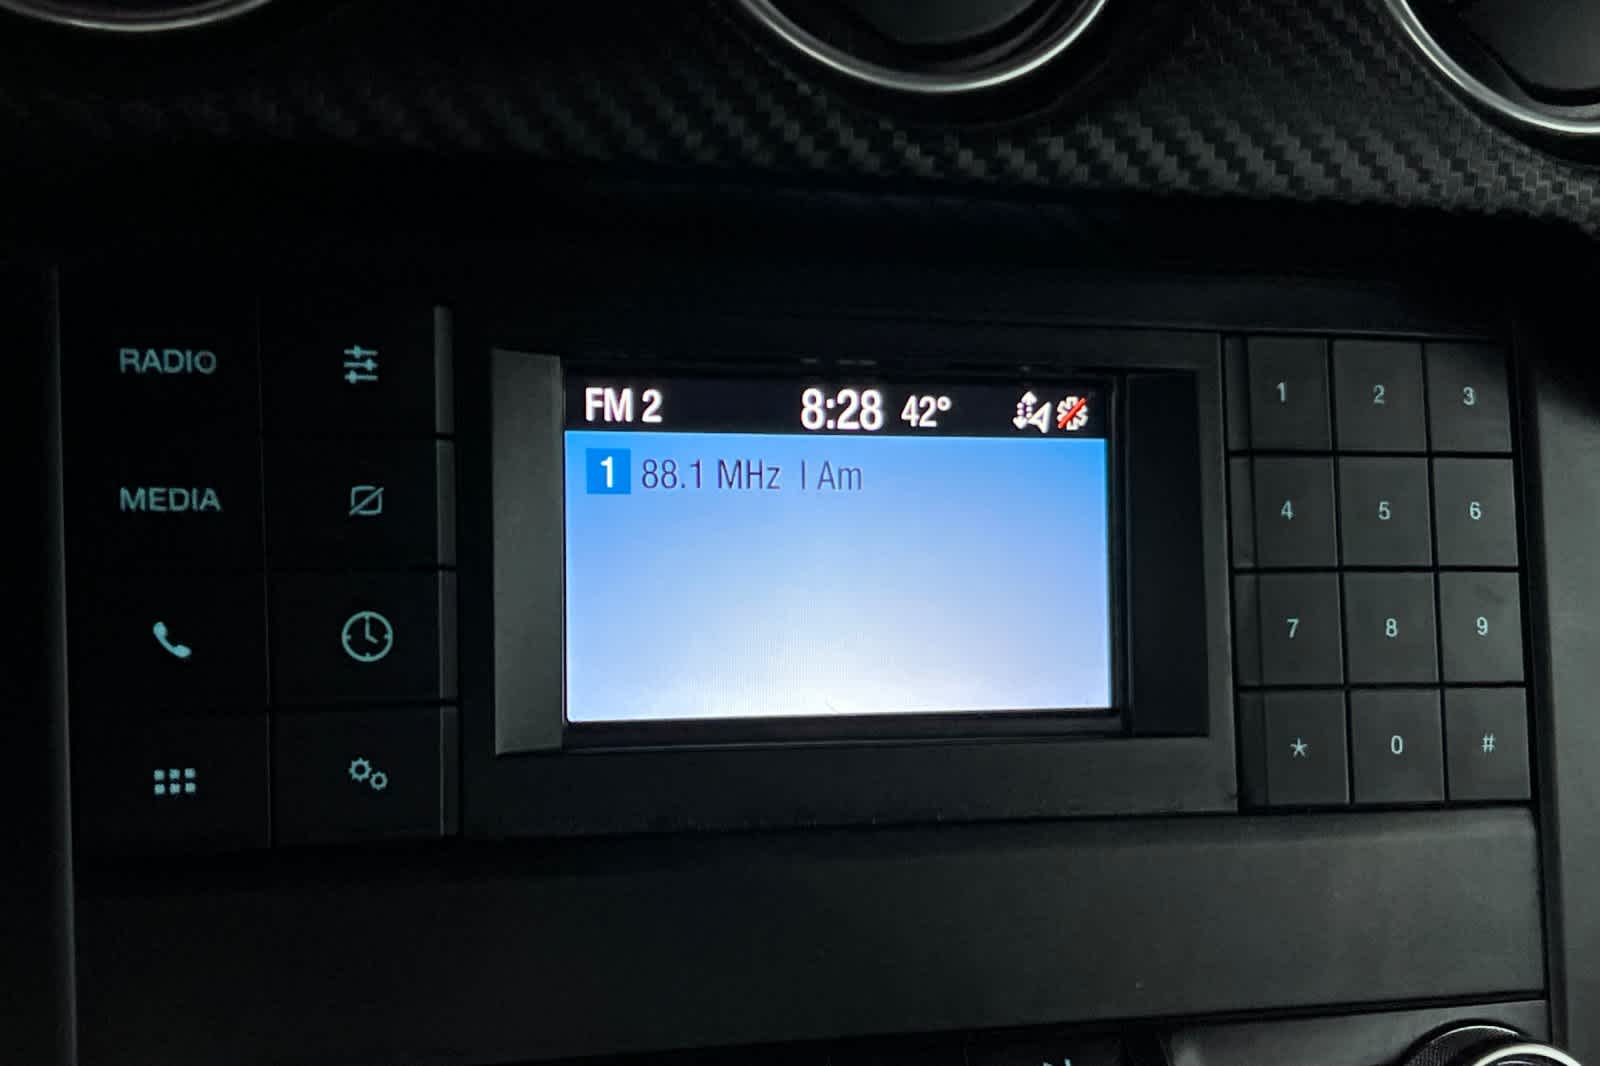 RADIO
MEDIA
FM 2 8:28 42°
1 88.1 MHz I Am
1 2 3
4 5 6
7 8 9
* 0 #